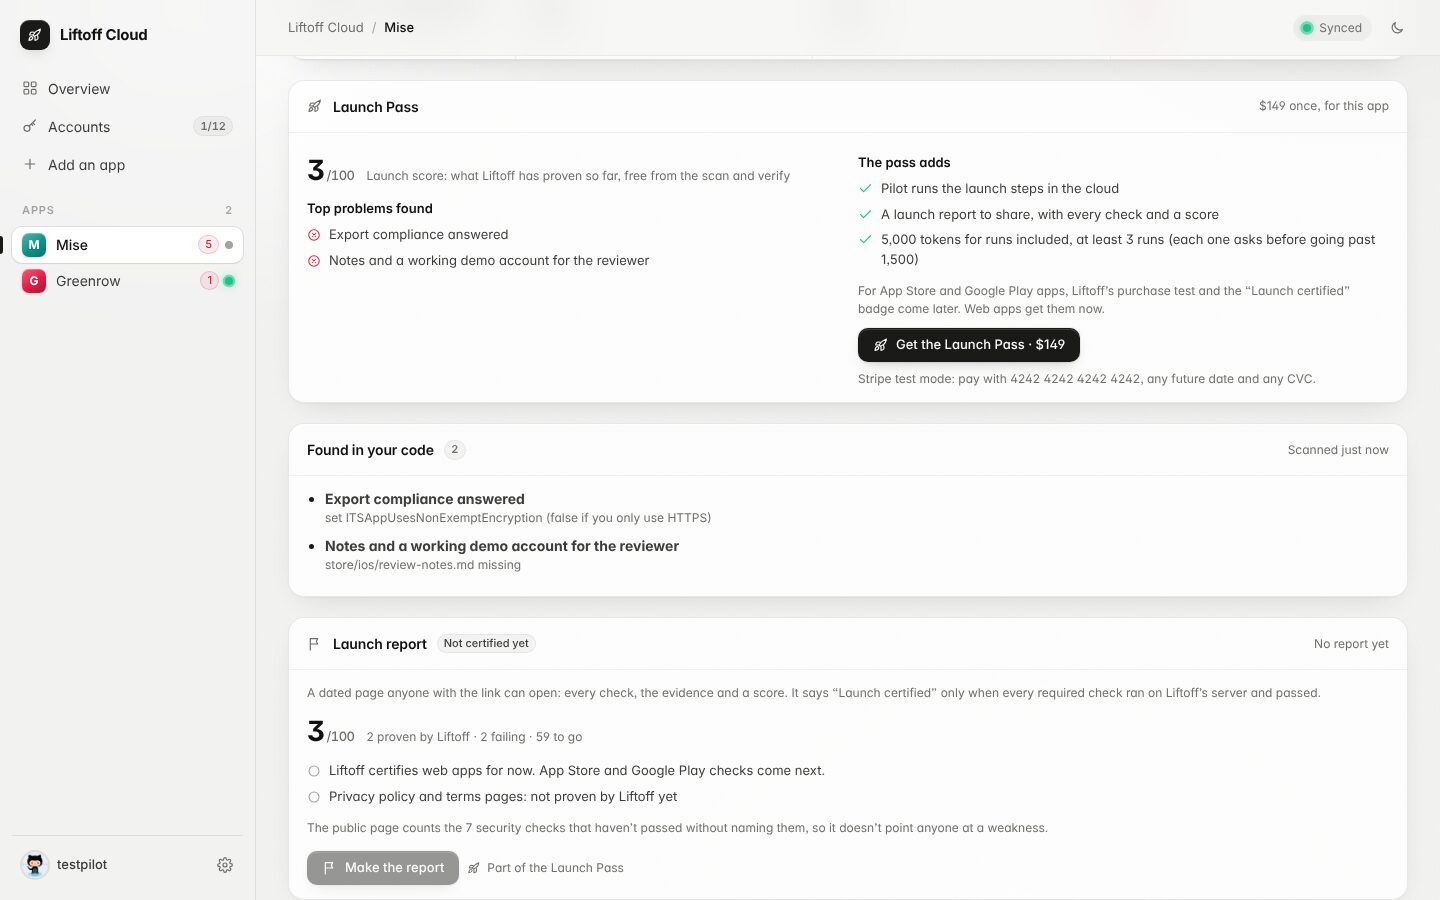 Liftoff Cloud
Liftoff Cloud / Mise
Synced
Overview
Accounts 1/12
Add an app
APPS 2
M Mise 5
G Greenrow 1
Launch Pass
$149 once, for this app
3/100 Launch score: what Liftoff has proven so far, free from the scan and verify
Top problems found
Export compliance answered
Notes and a working demo account for the reviewer
The pass adds
Pilot runs the launch steps in the cloud
A launch report to share, with every check and a score
5,000 tokens for runs included, at least 3 runs (each one asks before going past
1,500)
For App Store and Google Play apps, Liftoff's purchase test and the “Launch certified”
badge come later. Web apps get them now.
Get the Launch Pass · $149
Stripe test mode: pay with 4242 4242 4242 4242, any future date and any CVC.
Found in your code 2
Scanned just now
Export compliance answered
set ITSAppUsesNonExemptEncryption (false if you only use HTTPS)
Notes and a working demo account for the reviewer
store/ios/review-notes.md missing
Launch report Not certified yet
No report yet
A dated page anyone with the link can open: every check, the evidence and a score. It says “Launch certified” only when every required check ran on Liftoff's server and passed.
3/100 2 proven by Liftoff · 2 failing · 59 to go
Liftoff certifies web apps for now. App Store and Google Play checks come next.
Privacy policy and terms pages: not proven by Liftoff yet
The public page counts the 7 security checks that haven't passed without naming them, so it doesn't point anyone at a weakness.
Make the report
Part of the Launch Pass
testpilot